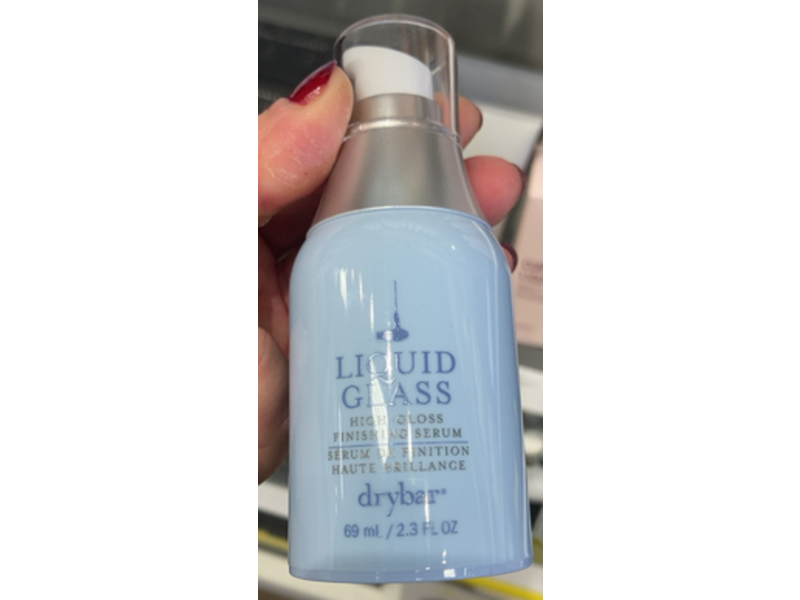 LIQUID
GLASS
HIGH-GLOSS
FINISHING SERUM
SÉRUM DE FINITION
HAUTE BRILLANCE
drybar®
69 mL / 2.3 FL OZ